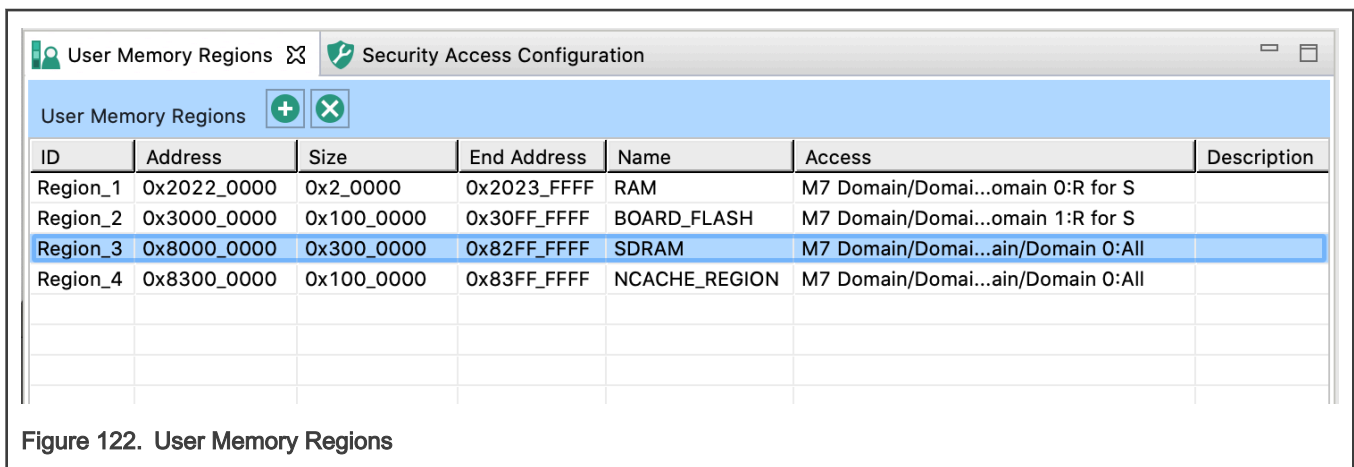 User Memory Regions Security Access Configuration
User Memory Regions
ID Address Size End Address Name Access Description
Region_1 0x2022_0000 0x2_0000 0x2023_FFFF RAM M7 Domain/Domai...omain 0:R for S
Region_2 0x3000_0000 0x100_0000 0x30FF_FFFF BOARD_FLASH M7 Domain/Domai...omain 1:R for S
Region_3 0x8000_0000 0x300_0000 0x82FF_FFFF SDRAM M7 Domain/Domai...ain/Domain 0:All
Region_4 0x8300_0000 0x100_0000 0x83FF_FFFF NCACHE_REGION M7 Domain/Domai...ain/Domain 0:All
Figure 122. User Memory Regions